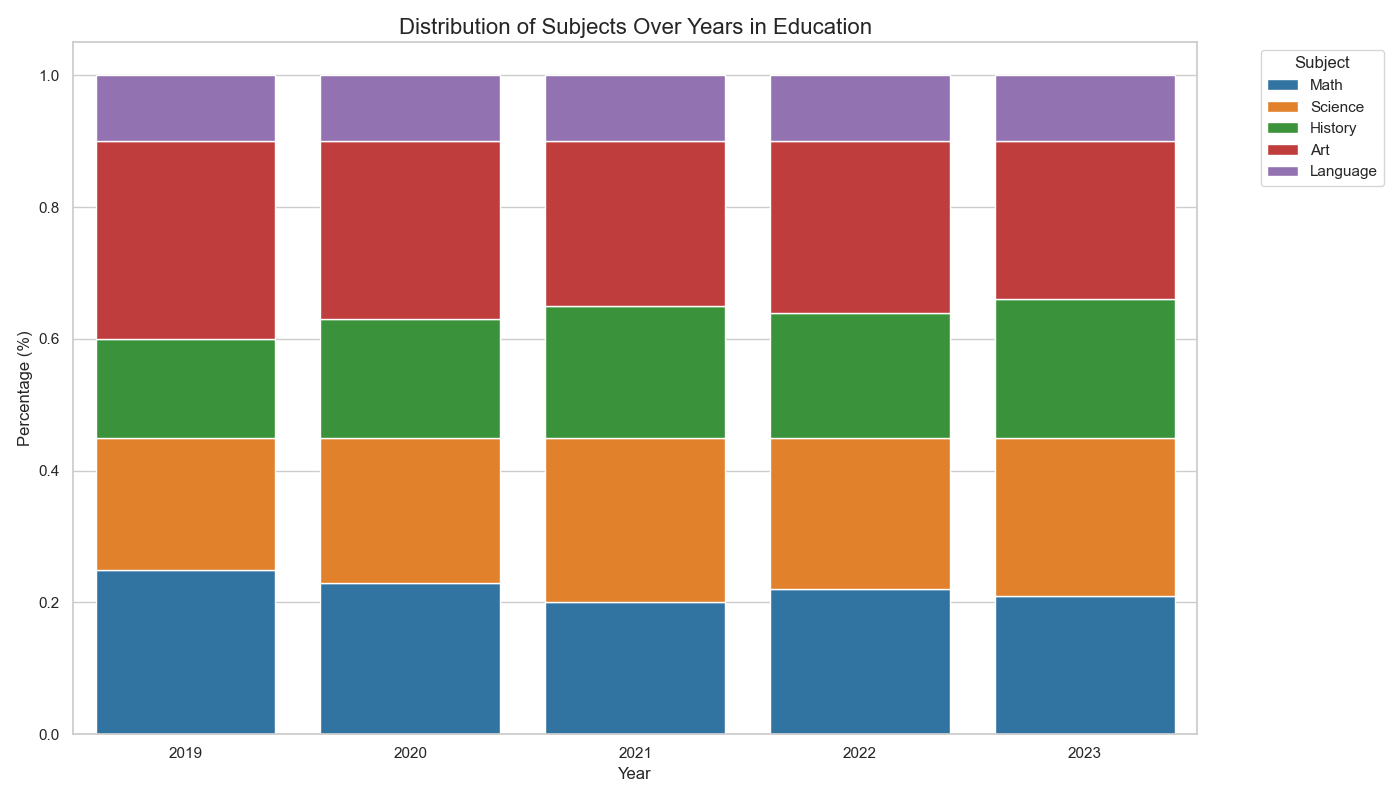 Distribution of Subjects Over Years in Education
Subject
Math
Science
History
Art
Language
Percentage (%)
1.0
0.8
0.6
0.4
0.2
0.0
2019 2020 2021 2022 2023
Year